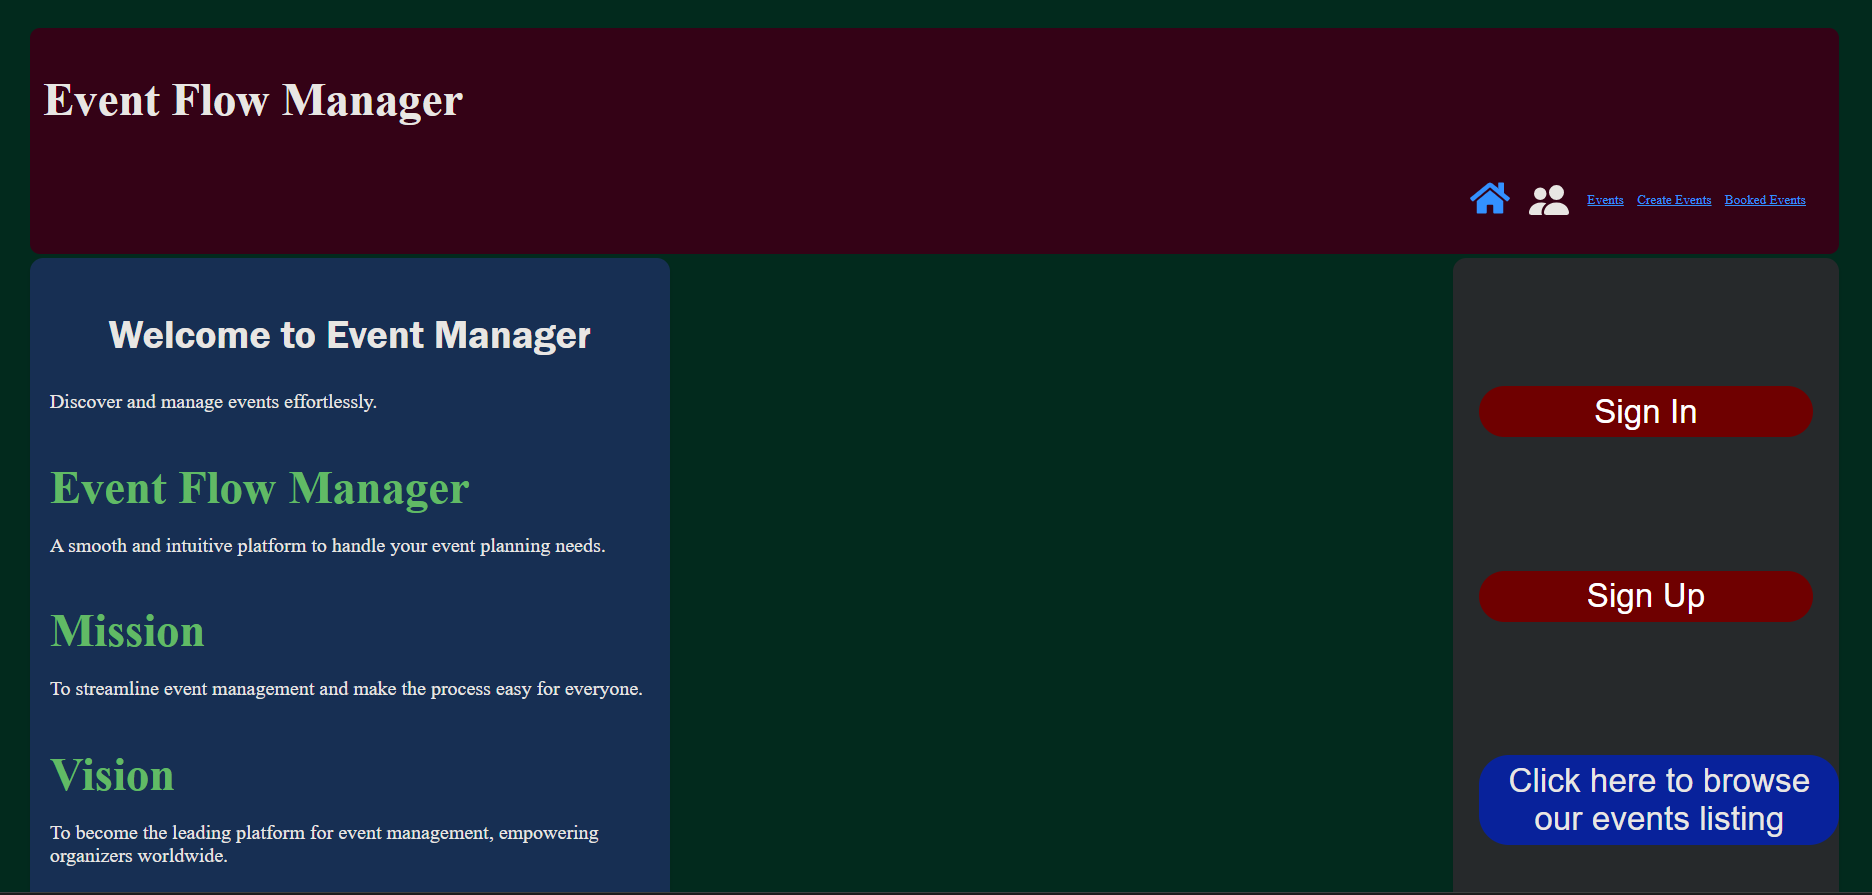 Event Flow Manager
Events Create Events Booked Events
Welcome to Event Manager
Discover and manage events effortlessly.
Event Flow Manager
A smooth and intuitive platform to handle your event planning needs.
Mission
To streamline event management and make the process easy for everyone.
Vision
To become the leading platform for event management, empowering
organizers worldwide.
Sign In
Sign Up
Click here to browse
our events listing